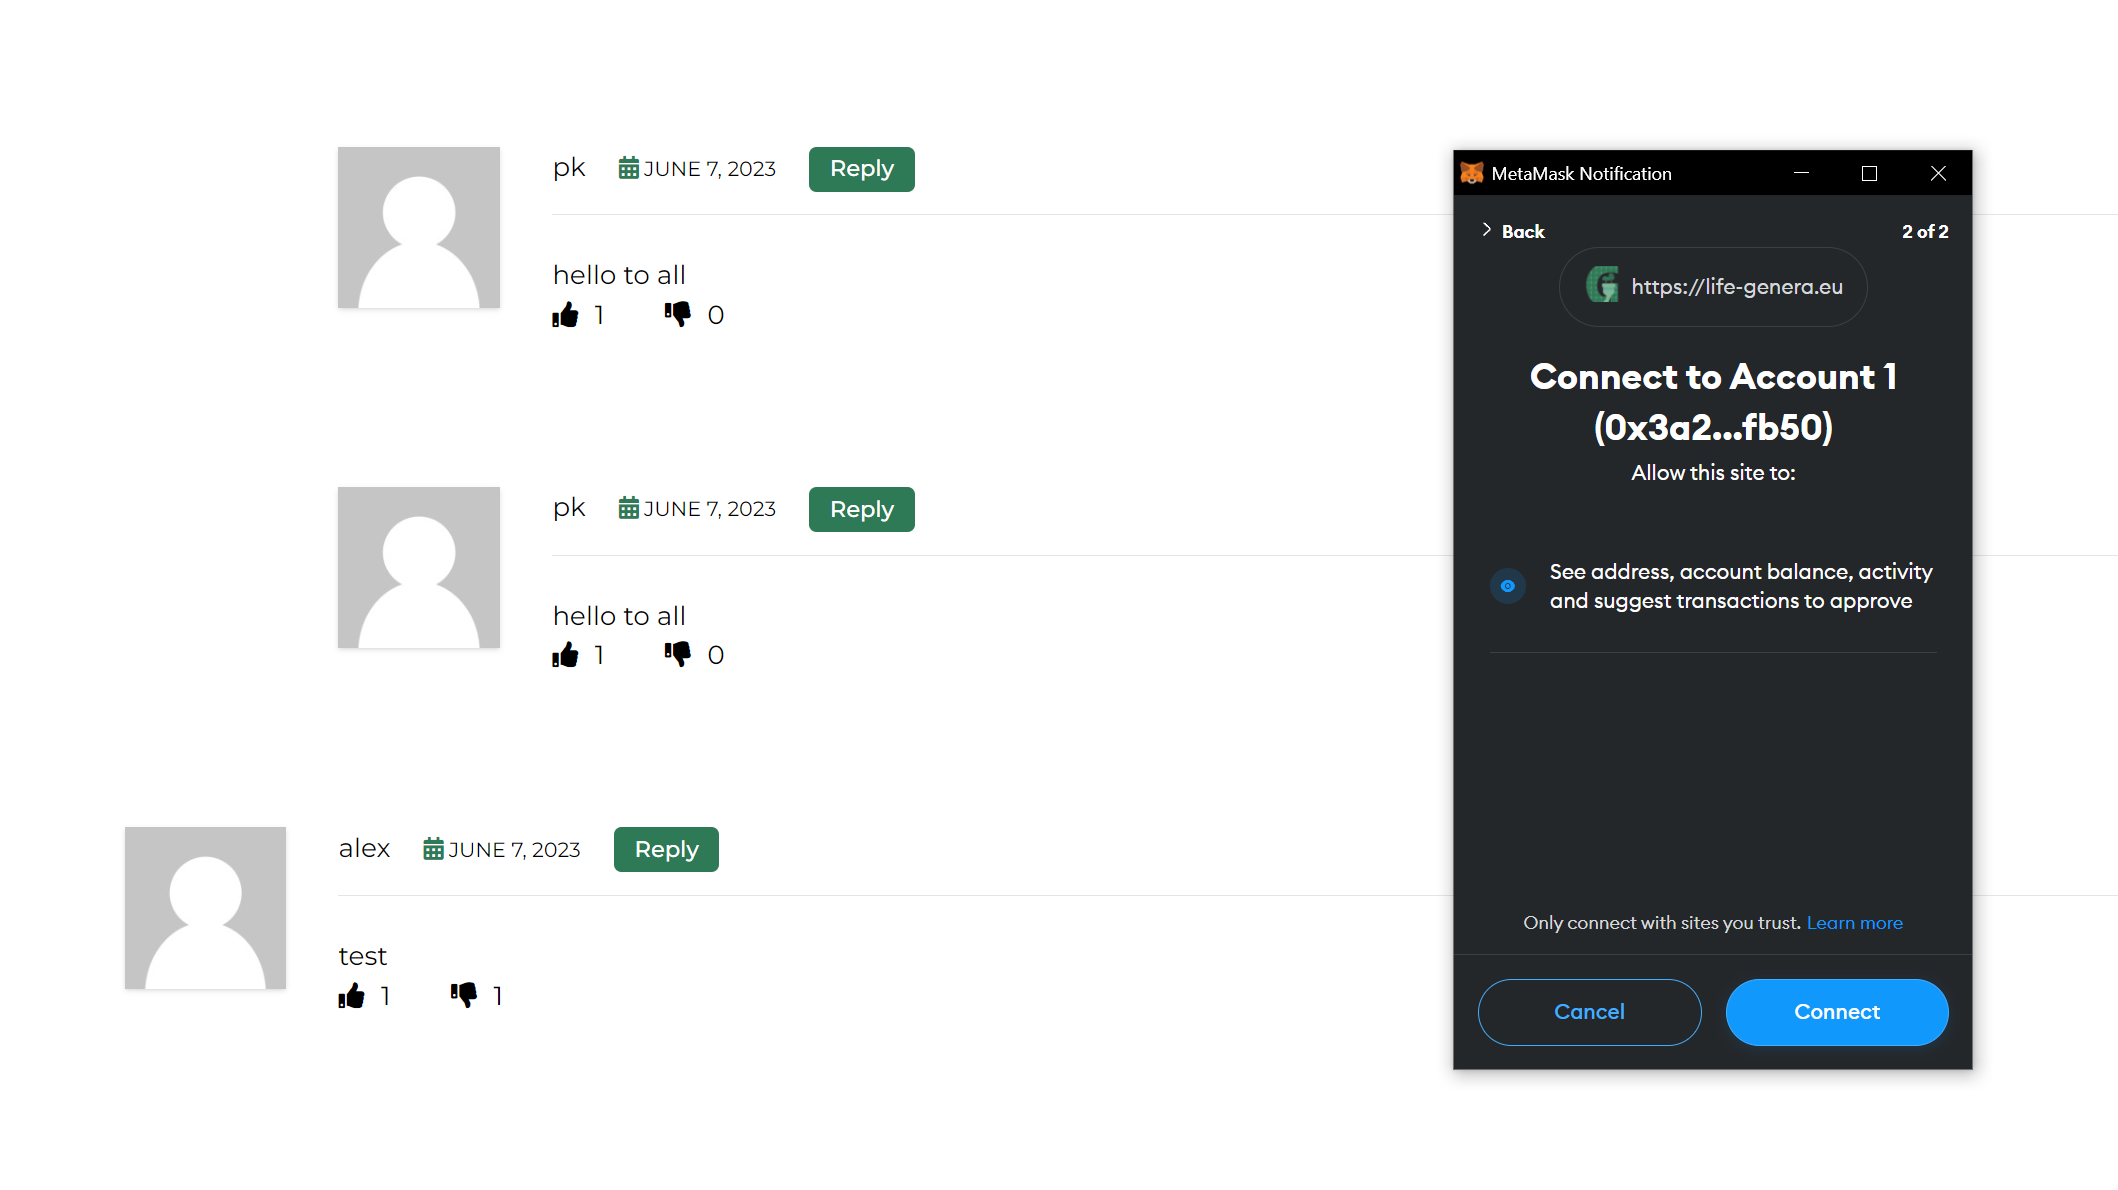 pk JUNE 7, 2023 Reply
hello to all
1 0
pk JUNE 7, 2023 Reply
hello to all
1 0
alex JUNE 7, 2023 Reply
test
1 1
MetaMask Notification
Back 2 of 2
https://life-genera.eu
Connect to Account 1
(0x3a2...fb50)
Allow this site to:
See address, account balance, activity
and suggest transactions to approve
Only connect with sites you trust. Learn more
Cancel Connect